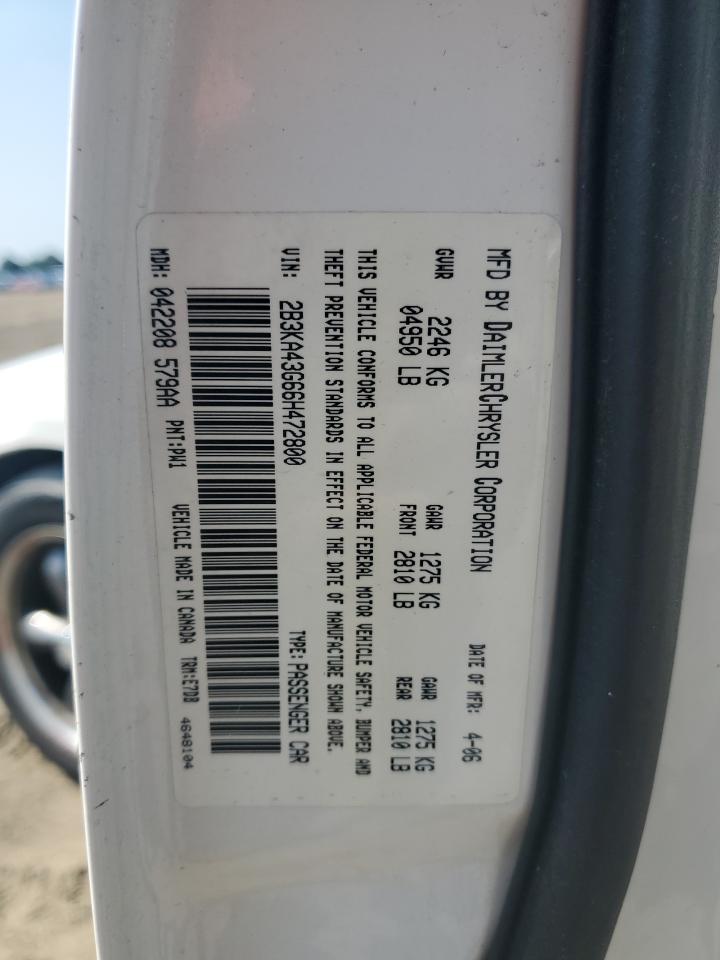 MFD BY DAIMLERCHRYSLER CORPORATION DATE OF MFR: 4-06
GVWR 2246 KG GAWR 1275 KG GAWR 1275 KG
04950 LB FRONT 2810 LB REAR 2810 LB
THIS VEHICLE CONFORMS TO ALL APPLICABLE FEDERAL MOTOR VEHICLE SAFETY, BUMPER AND
THEFT PREVENTION STANDARDS IN EFFECT ON THE DATE OF MANUFACTURE SHOWN ABOVE.
VIN: 2B3KA43G66H472800 TYPE: PASSENGER CAR
MDH: 042208 579AA PNT:PW1 VEHICLE MADE IN CANADA TRM:E7DB
4648104